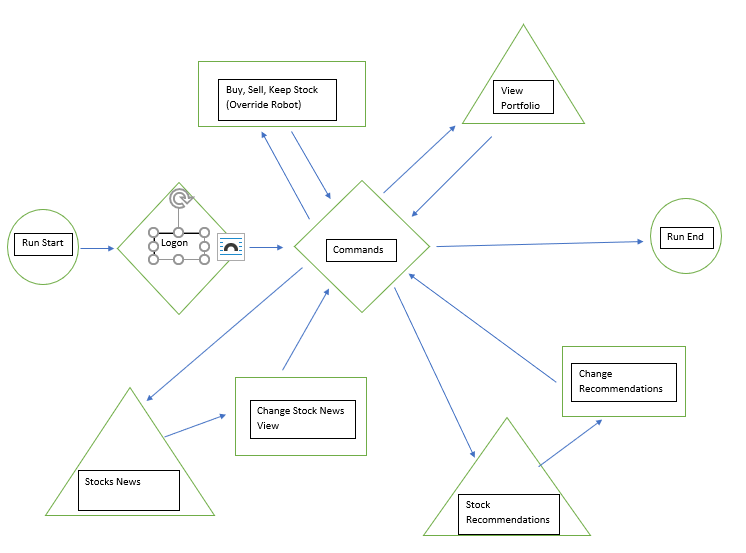 Buy, Sell, Keep Stock
(Override Robot)
View
Portfolio
Run Start
Logon
Commands
Run End
Change Stock News
View
Change
Recommendations
Stocks News
Stock
Recommendations